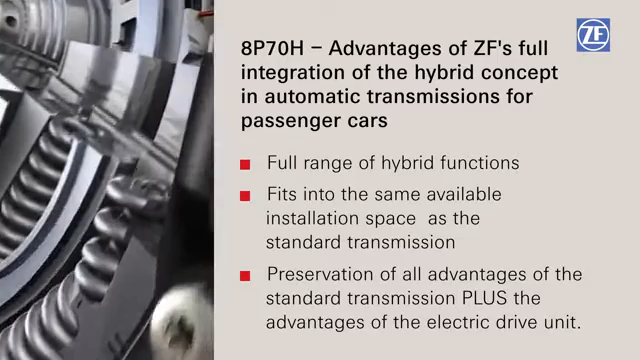 ZF
8P70H – Advantages of ZF's full
integration of the hybrid concept
in automatic transmissions for
passenger cars
Full range of hybrid functions
Fits into the same available
installation space as the
standard transmission
Preservation of all advantages of the
standard transmission PLUS the
advantages of the electric drive unit.